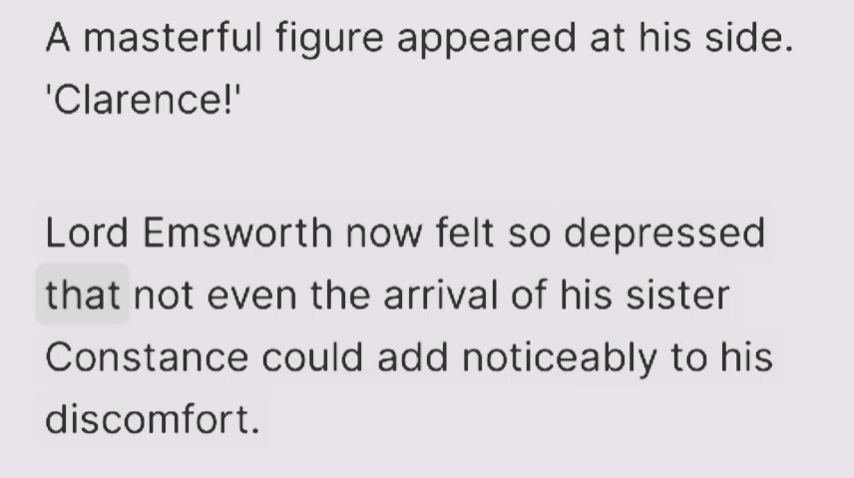 A masterful figure appeared at his side.
'Clarence!'
Lord Emsworth now felt so depressed
that not even the arrival of his sister
Constance could add noticeably to his
discomfort.